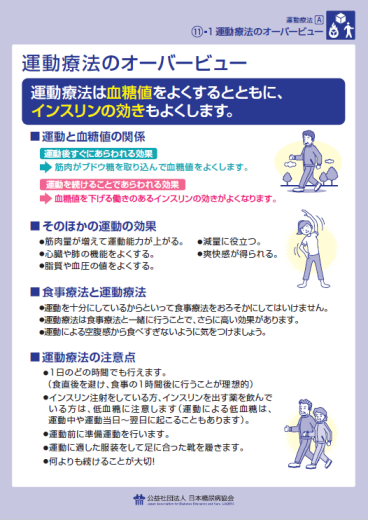 運動療法 A
⑪-1 運動療法のオーバービュー
運動療法のオーバービュー
運動療法は血糖値をよくするとともに、
インスリンの効きもよくします。
■運動と血糖値の関係
運動後すぐにあらわれる効果
筋肉がブドウ糖を取り込んで血糖値をよくします。
運動を続けることであらわれる効果
血糖値を下げる働きのあるインスリンの効きがよくなります。
■そのほかの運動の効果
●筋肉量が増えて運動能力が上がる。 ●減量に役立つ。
●心臓や肺の機能をよくする。 ●爽快感が得られる。
●脂質や血圧の値をよくする。
■食事療法と運動療法
●運動を十分にしているからといって食事療法をおろそかにしてはいけません。
●運動療法は食事療法と一緒に行うことで、さらに高い効果があります。
●運動による空腹感から食べすぎないように気をつけましょう。
■運動療法の注意点
●1日のどの時間でも行えます。
（食直後を避け、食事の1時間後に行うことが理想的）
●インスリン注射をしている方、インスリンを出す薬を飲んで
いる方は、低血糖に注意します（運動による低血糖は、
運動中や運動当日〜翌日に起こることもあります）。
●運動前に準備運動を行います。
●運動に適した服装をして足に合った靴を履きます。
●何よりも続けることが大切!
公益社団法人 日本糖尿病協会
Japan Association for Diabetes Education and Care (JADEC)